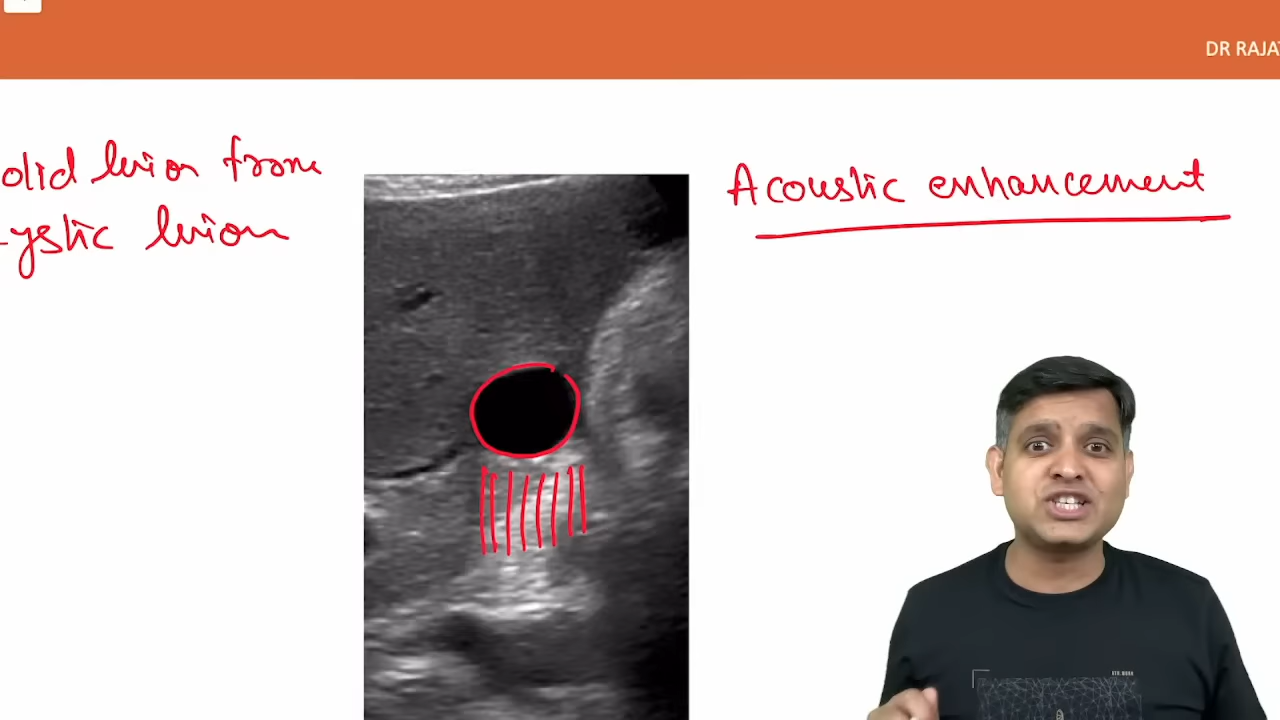 DR RAJA
olid lesion from
ystic lesion
Acoustic enhancement